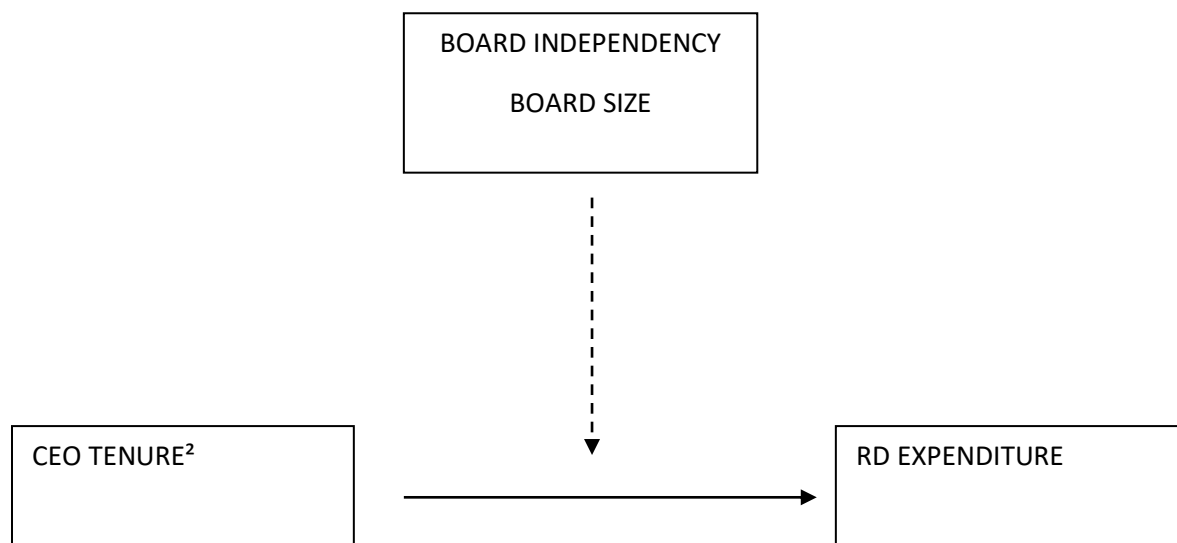 BOARD INDEPENDENCY
BOARD SIZE
CEO TENURE²
RD EXPENDITURE